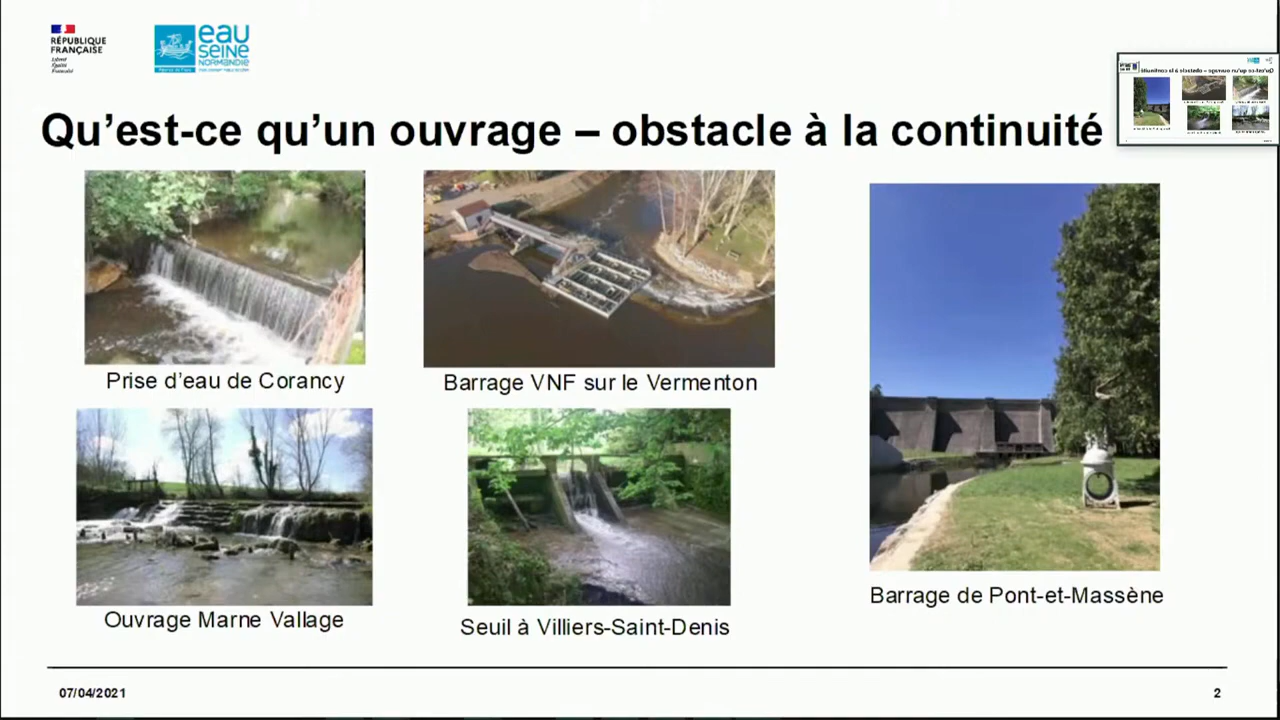 RÉPUBLIQUE
FRANÇAISE
Liberté
Égalité
Fraternité
eau
SEINE
NORMANDIE
Qu'est-ce qu'un ouvrage – obstacle à la continuité
Prise d'eau de Corancy
Barrage VNF sur le Vermenton
Ouvrage Marne Vallage
Seuil à Villiers-Saint-Denis
Barrage de Pont-et-Massène
07/04/2021
2